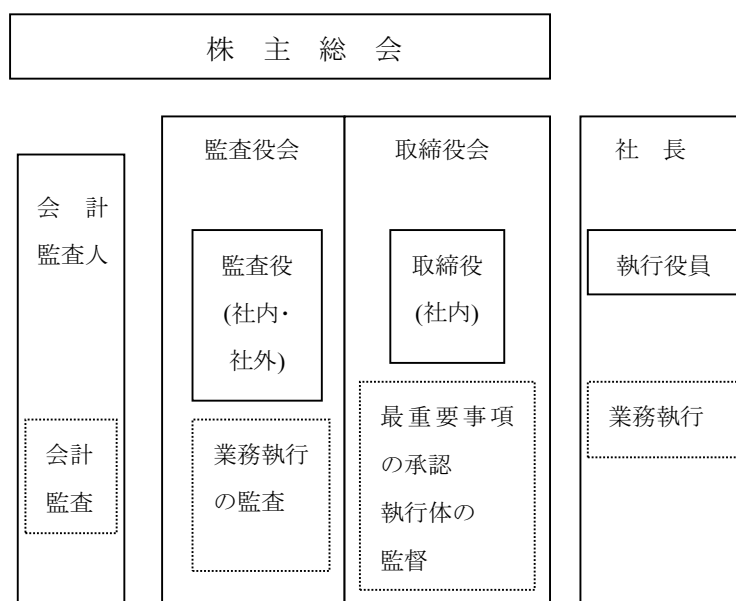 株 主 総 会
会 計
監査人
会計
監査
監査役会
監査役
(社内・
社外)
業務執行
の監査
取締役会
取締役
(社内)
最重要事項
の承認
執行体の
監督
社 長
執行役員
業務執行